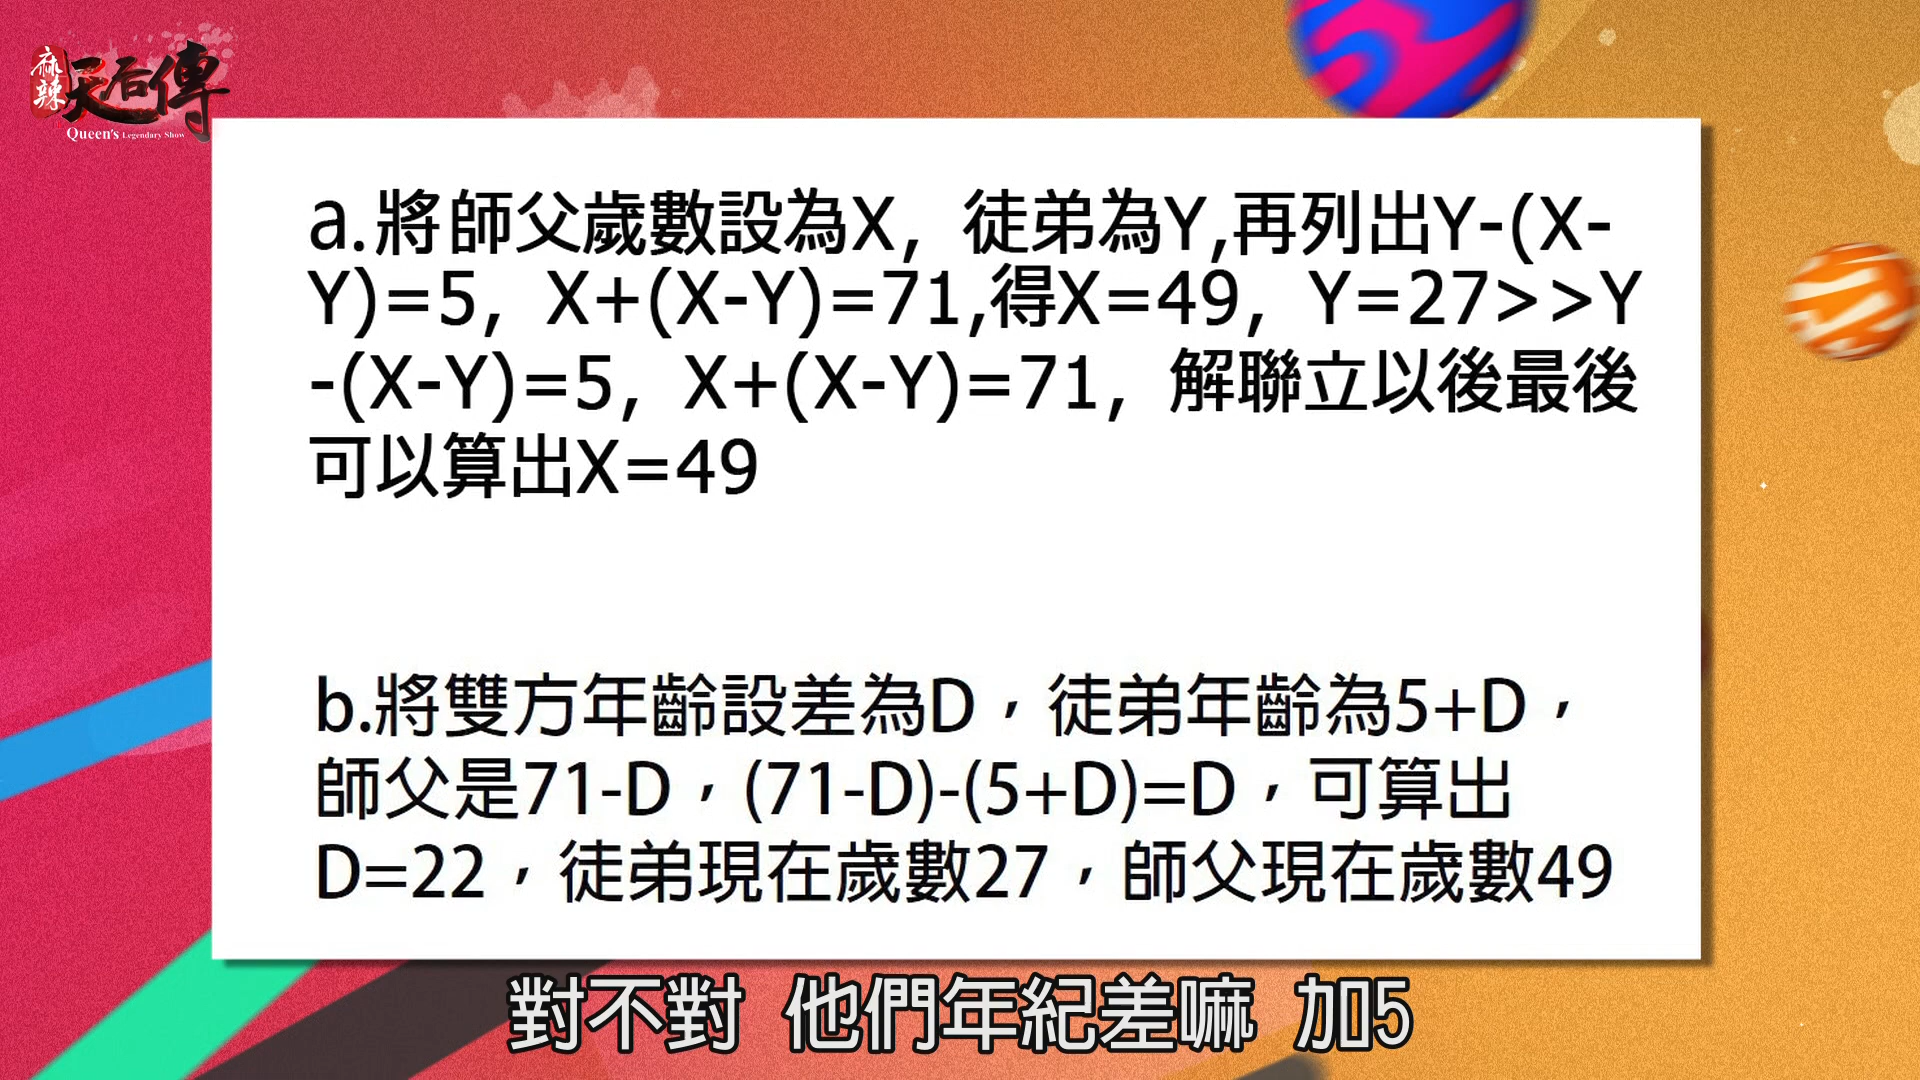 麻辣
天后傳
Queen's Legendary Show
a.將師父歲數設為X, 徒弟為Y,再列出Y-(X-
Y)=5, X+(X-Y)=71,得X=49, Y=27>>Y
-(X-Y)=5, X+(X-Y)=71, 解聯立以後最後
可以算出X=49
b.將雙方年齡設差為D，徒弟年齡為5+D，
師父是71-D，(71-D)-(5+D)=D，可算出
D=22，徒弟現在歲數27，師父現在歲數49
對不對 他們年紀差嘛 加5